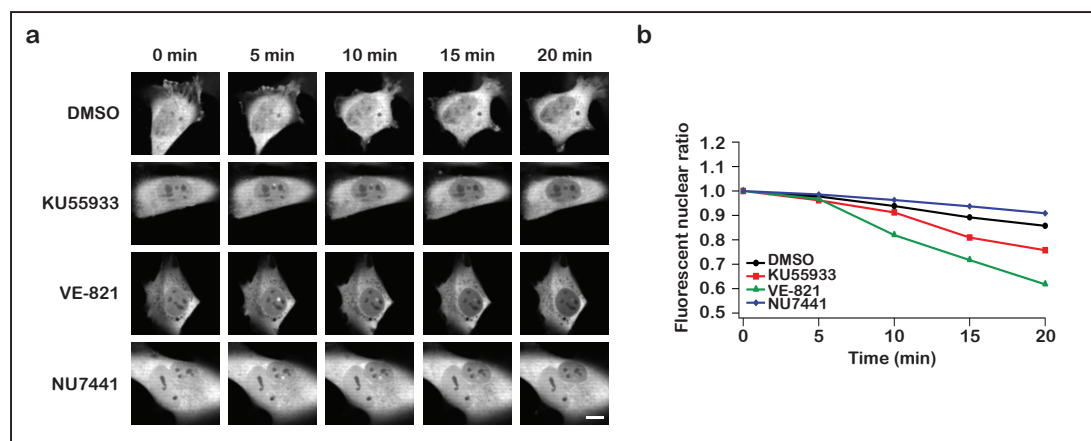 a
0 min 5 min 10 min 15 min 20 min
DMSO
KU55933
VE-821
NU7441
b
Fluorescent nuclear ratio
1.2
1.1
1.0
0.9
0.8
0.7
0.6
0.5
DMSO
KU55933
VE-821
NU7441
0 5 10 15 20
Time (min)